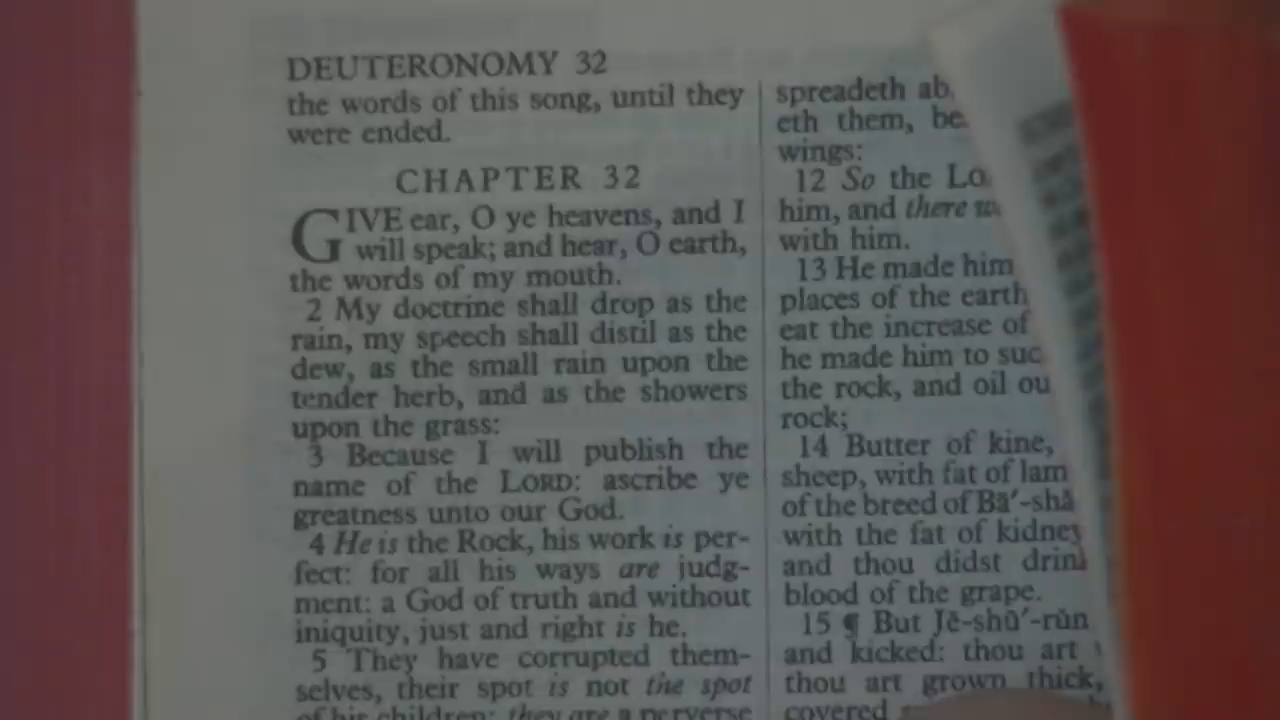 DEUTERONOMY 32
the words of this song, until they
were ended.
CHAPTER 32
GIVE ear, O ye heavens, and I
will speak; and hear, O earth,
the words of my mouth.
2 My doctrine shall drop as the
rain, my speech shall distil as the
dew, as the small rain upon the
tender herb, and as the showers
upon the grass:
3 Because I will publish the
name of the LORD: ascribe ye
greatness unto our God.
4 He is the Rock, his work is per-
fect: for all his ways are judg-
ment: a God of truth and without
iniquity, just and right is he.
5 They have corrupted them-
selves, their spot is not the spot
of his children: they are a perverse
spreadeth
eth them,
wings:
12 So the
him, and there
with him.
13 He made him
places of the earth
eat the increase of
he made him to
the rock, and oil
rock;
14 Butter of kine,
sheep, with fat of
of the breed of
with the fat of
and thou didst
blood of the grape.
15 ¶ But Jĕ-shū′-rŭn
and kicked: thou art
thou art grown thick,
covered